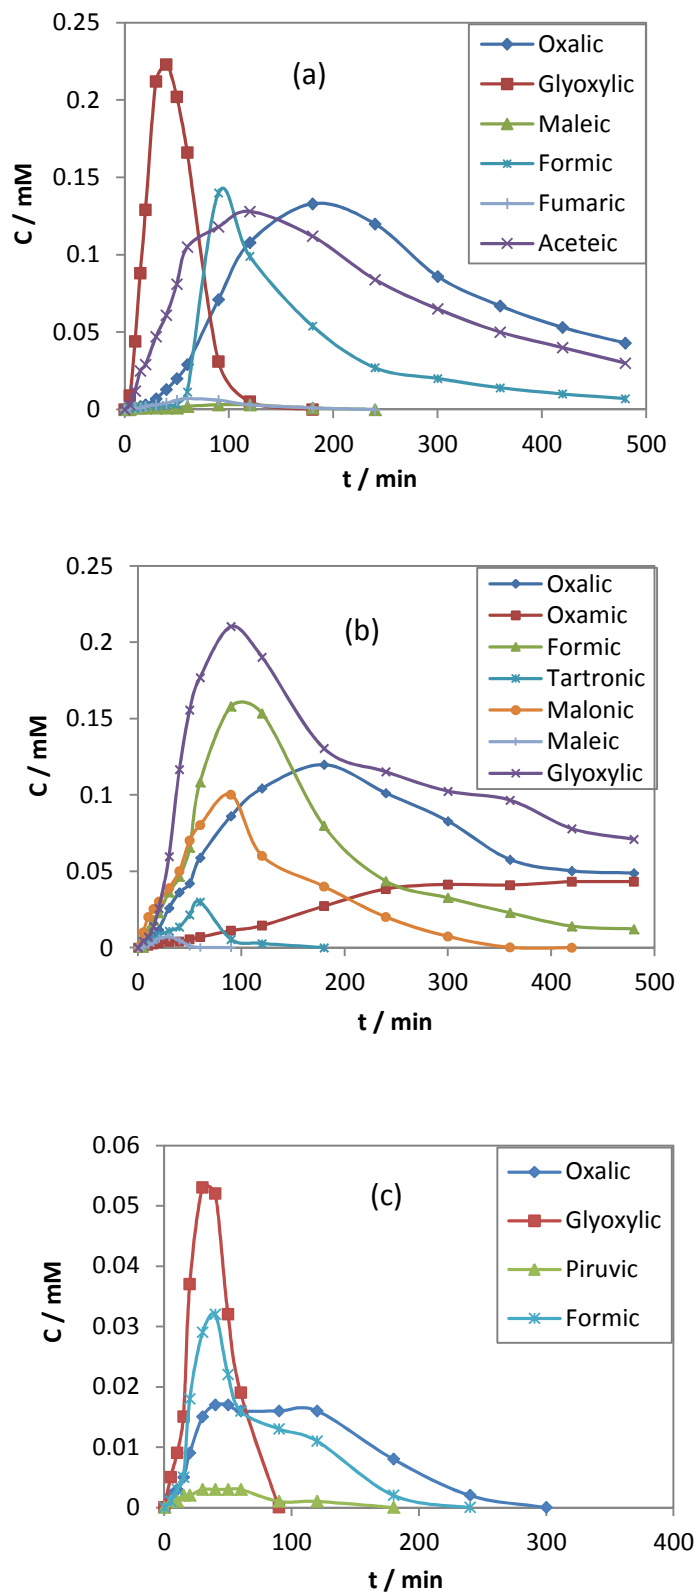 0.25
0.2
0.15
0.1
0.05
0
C / mM
(a)
Oxalic
Glyoxylic
Maleic
Formic
Fumaric
Aceteic
0 100 200 300 400 500
t / min
0.25
0.2
0.15
0.1
0.05
0
C / mM
(b)
Oxalic
Oxamic
Formic
Tartronic
Malonic
Maleic
Glyoxylic
0 100 200 300 400 500
t / min
0.06
0.05
0.04
0.03
0.02
0.01
0
C / mM
(c)
Oxalic
Glyoxylic
Piruvic
Formic
0 100 200 300 400
t / min